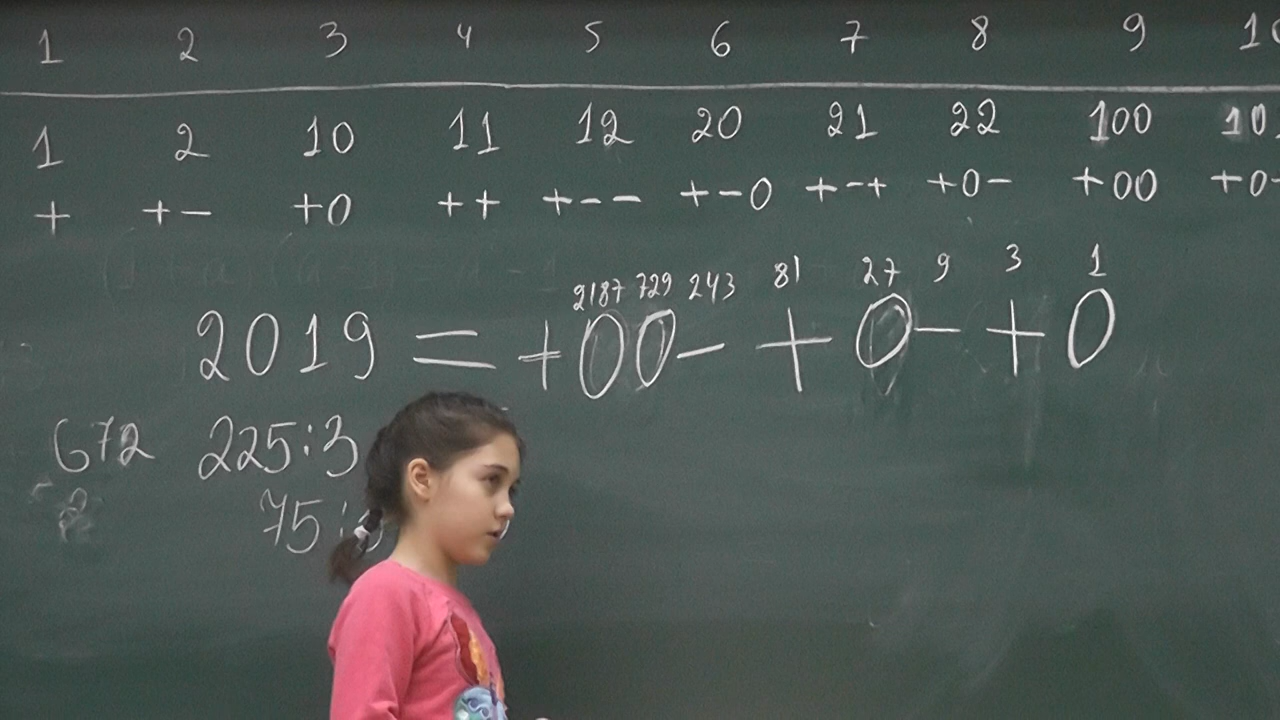 1 2 3 4 5 6 7 8 9
1 2 10 11 12 20 21 22 100 10
+ +- +0 ++ +-- +-0 +-+ +0- +00 +0-
2187 729 243 81 27 9 3 1
2019 = +00-+0-+0
672 225:3
75: